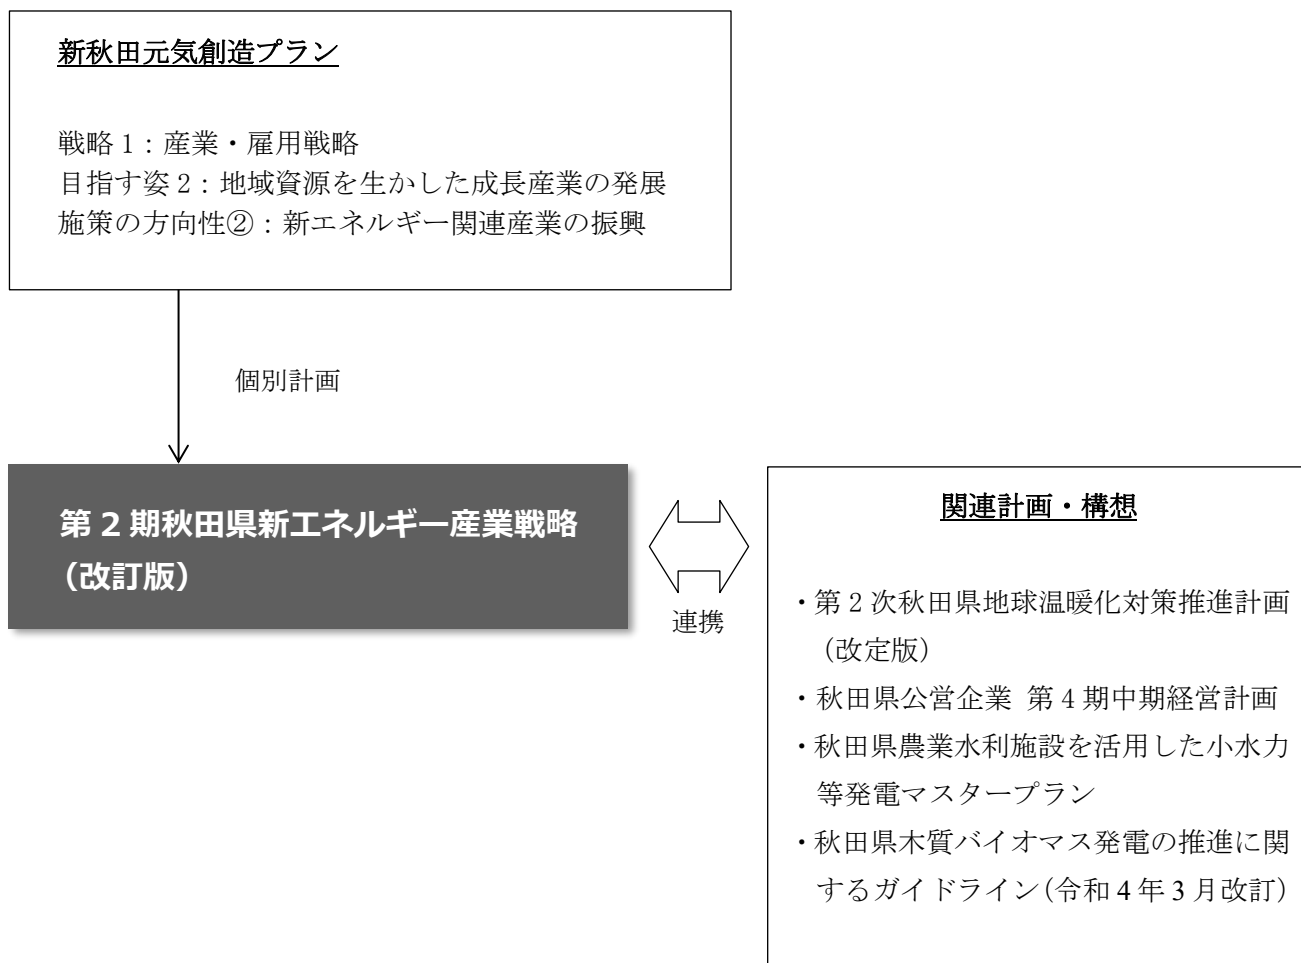 新秋田元気創造プラン
戦略1：産業・雇用戦略
目指す姿2：地域資源を生かした成長産業の発展
施策の方向性②：新エネルギー関連産業の振興
個別計画
第2期秋田県新エネルギー産業戦略
（改訂版）
連携
関連計画・構想
・第2次秋田県地球温暖化対策推進計画
（改定版）
・秋田県公営企業 第4期中期経営計画
・秋田県農業水利施設を活用した小水力
等発電マスタープラン
・秋田県木質バイオマス発電の推進に関
するガイドライン（令和4年3月改訂）